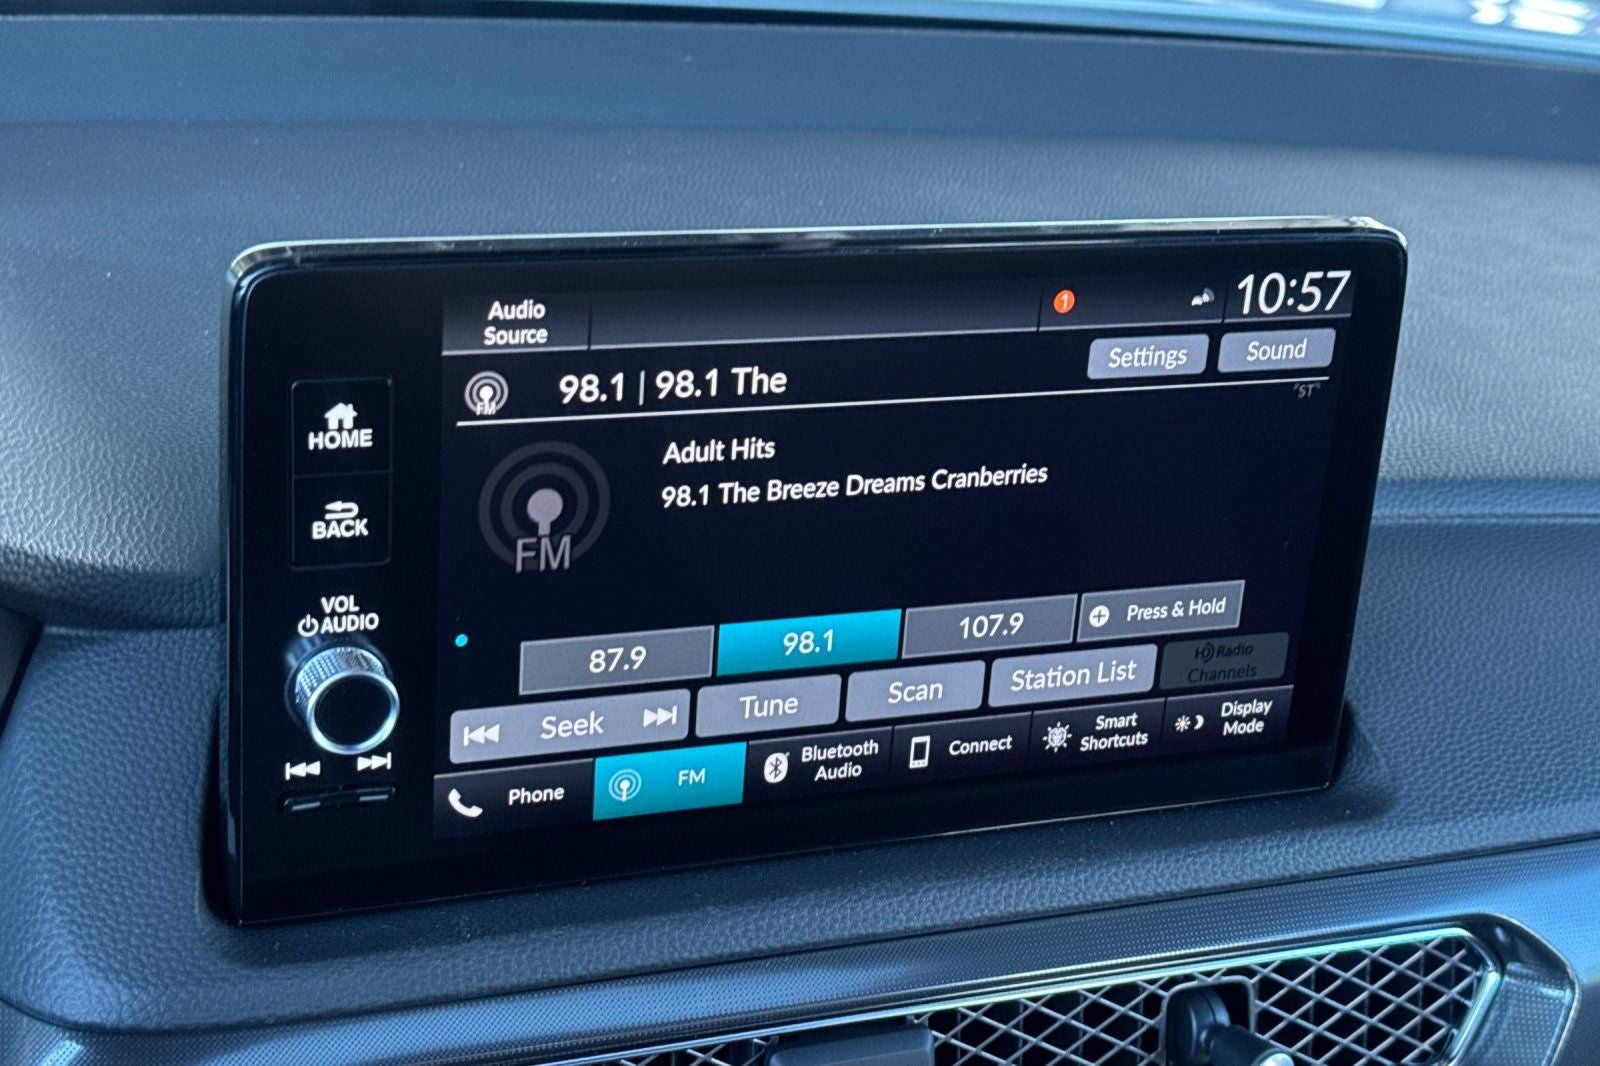 Audio
Source
1
10:57
98.1 | 98.1 The
Settings
Sound
FM
"ST"
HOME
BACK
VOL
AUDIO
Adult Hits
98.1 The Breeze Dreams Cranberries
FM
87.9
98.1
107.9
Press & Hold
Seek
Tune
Scan
Station List
HD Radio
Channels
Phone
FM
Bluetooth
Audio
Connect
Smart
Shortcuts
Display
Mode